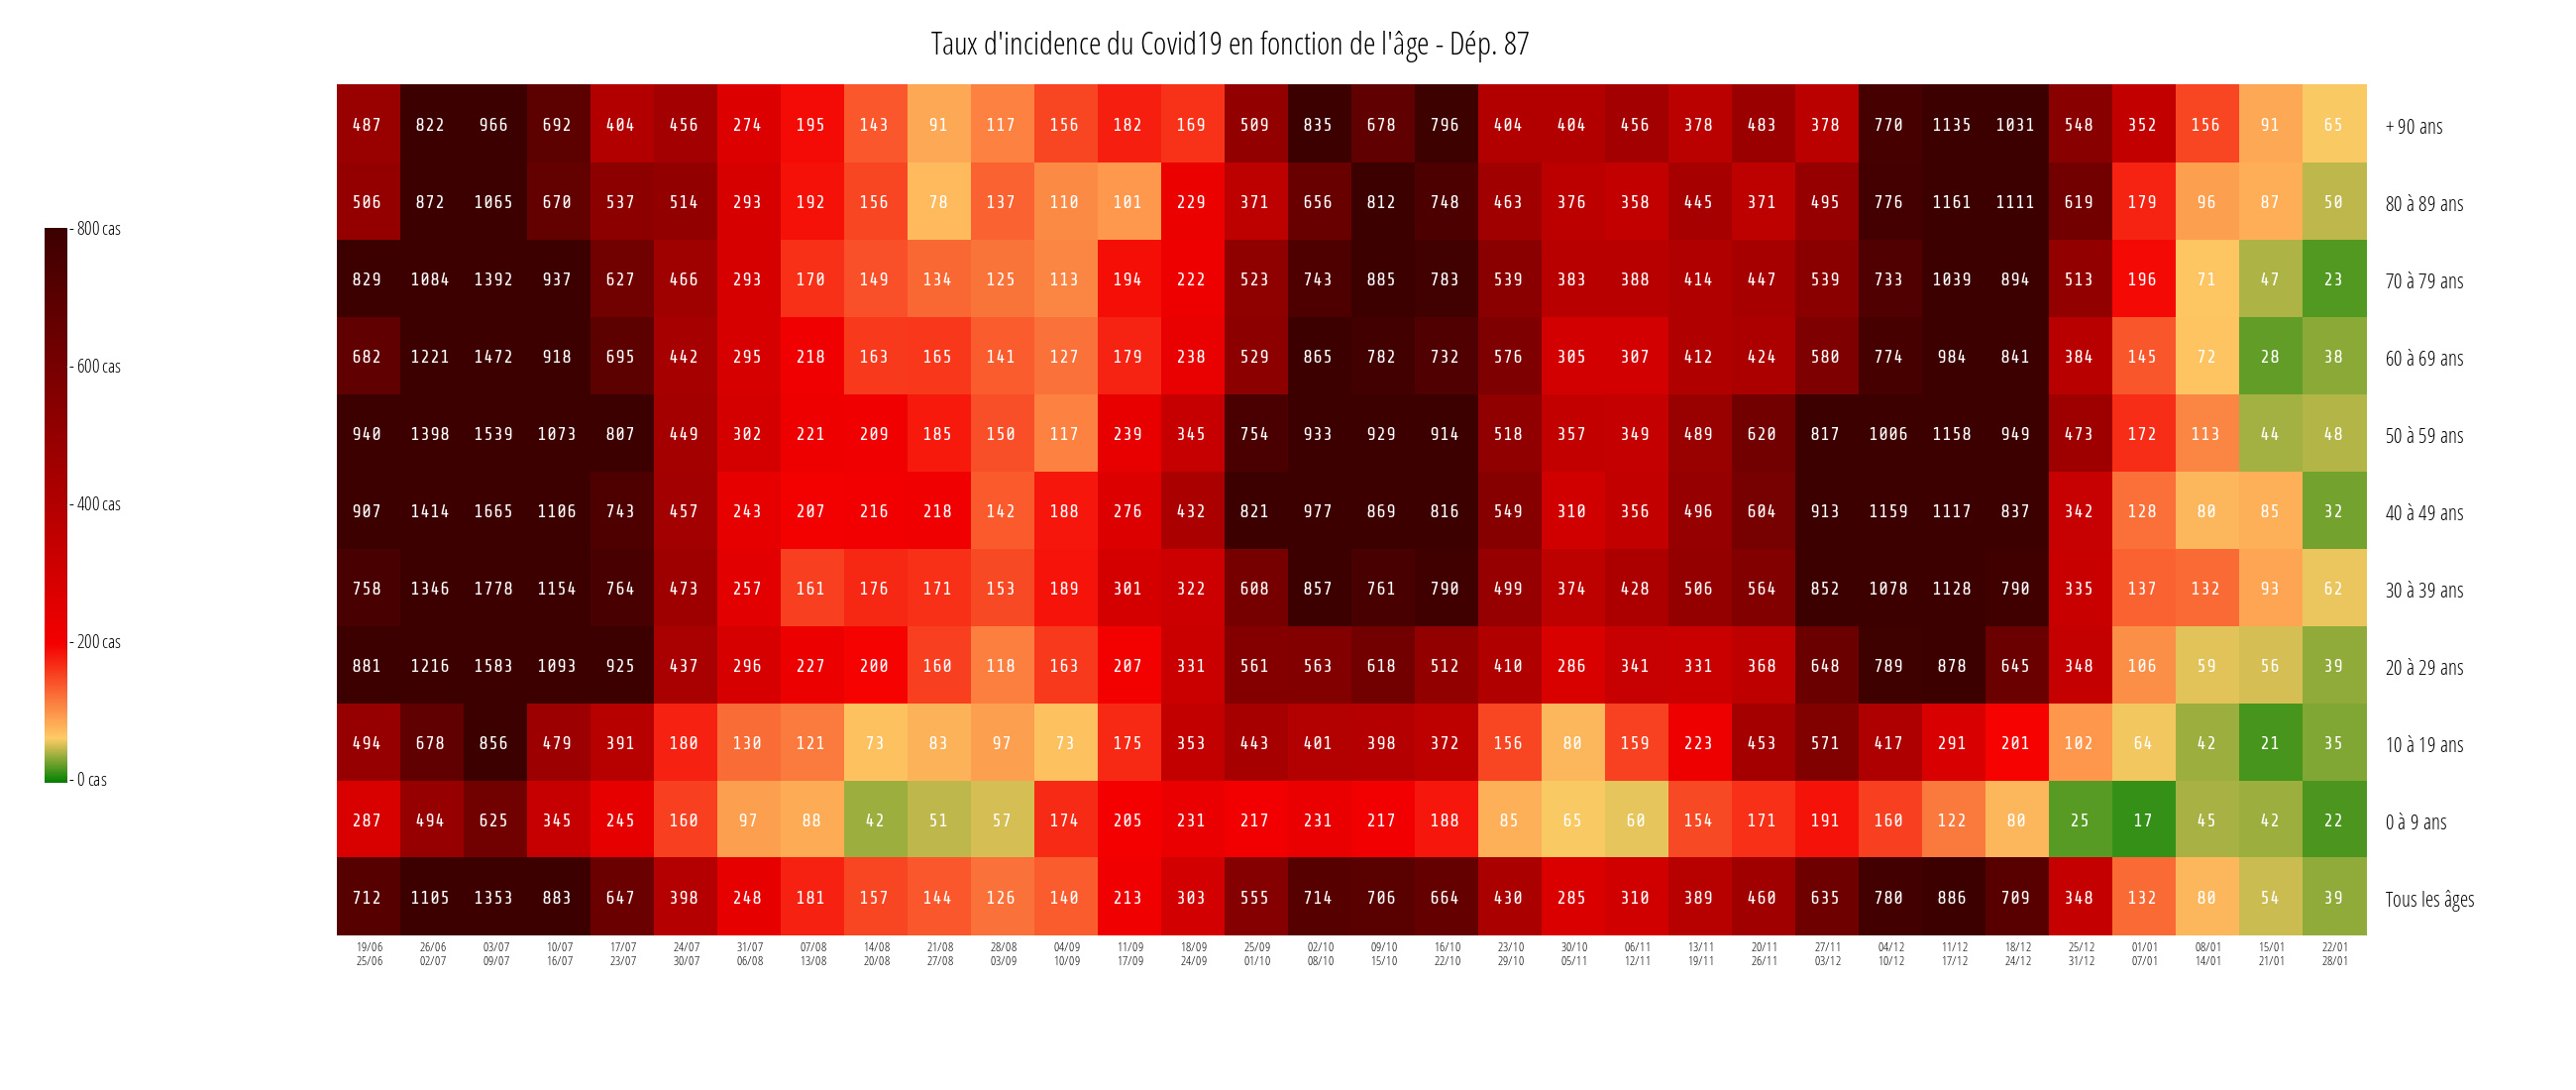 Taux d'incidence du Covid19 en fonction de l'âge - Dép. 87
- 800 cas
- 600 cas
- 400 cas
- 200 cas
- 0 cas
487 822 966 692 404 456 274 195 143 91 117 156 182 169 509 835 678 796 404 404 456 378 483 378 770 1135 1031 548 352 156 91 65 + 90 ans
506 872 1065 670 537 514 293 192 156 78 137 110 101 229 371 656 812 748 463 376 358 445 371 495 776 1161 1111 619 179 96 87 50 80 à 89 ans
829 1084 1392 937 627 466 293 170 149 134 125 113 194 222 523 743 885 783 539 383 388 414 447 539 733 1039 894 513 196 71 47 23 70 à 79 ans
682 1221 1472 918 695 442 295 218 163 165 141 127 179 238 529 865 782 732 576 305 307 412 424 580 774 984 841 384 145 72 28 38 60 à 69 ans
940 1398 1539 1073 807 449 302 221 209 185 150 117 239 345 754 933 929 914 518 357 349 489 620 817 1006 1158 949 473 172 113 44 48 50 à 59 ans
907 1414 1665 1106 743 457 243 207 216 218 142 188 276 432 821 977 869 816 549 310 356 496 604 913 1159 1117 837 342 128 80 85 32 40 à 49 ans
758 1346 1778 1154 764 473 257 161 176 171 153 189 301 322 608 857 761 790 499 374 428 506 564 852 1078 1128 790 335 137 132 93 62 30 à 39 ans
881 1216 1583 1093 925 437 296 227 200 160 118 163 207 331 561 563 618 512 410 286 341 331 368 648 789 878 645 348 106 59 56 39 20 à 29 ans
494 678 856 479 391 180 130 121 73 83 97 73 175 353 443 401 398 372 156 80 159 223 453 571 417 291 201 102 64 42 21 35 10 à 19 ans
287 494 625 345 245 160 97 88 42 51 57 174 205 231 217 231 217 188 85 65 60 154 171 191 160 122 80 25 17 45 42 22 0 à 9 ans
712 1105 1353 883 647 398 248 181 157 144 126 140 213 303 555 714 706 664 430 285 310 389 460 635 780 886 709 348 132 80 54 39 Tous les âges
19/06 26/06 03/07 10/07 17/07 24/07 31/07 07/08 14/08 21/08 28/08 04/09 11/09 18/09 25/09 02/10 09/10 16/10 23/10 30/10 06/11 13/11 20/11 27/11 04/12 11/12 18/12 25/12 01/01 08/01 15/01 22/01
25/06 02/07 09/07 16/07 23/07 30/07 06/08 13/08 20/08 27/08 03/09 10/09 17/09 24/09 01/10 08/10 15/10 22/10 29/10 05/11 12/11 19/11 26/11 03/12 10/12 17/12 24/12 31/12 07/01 14/01 21/01 28/01